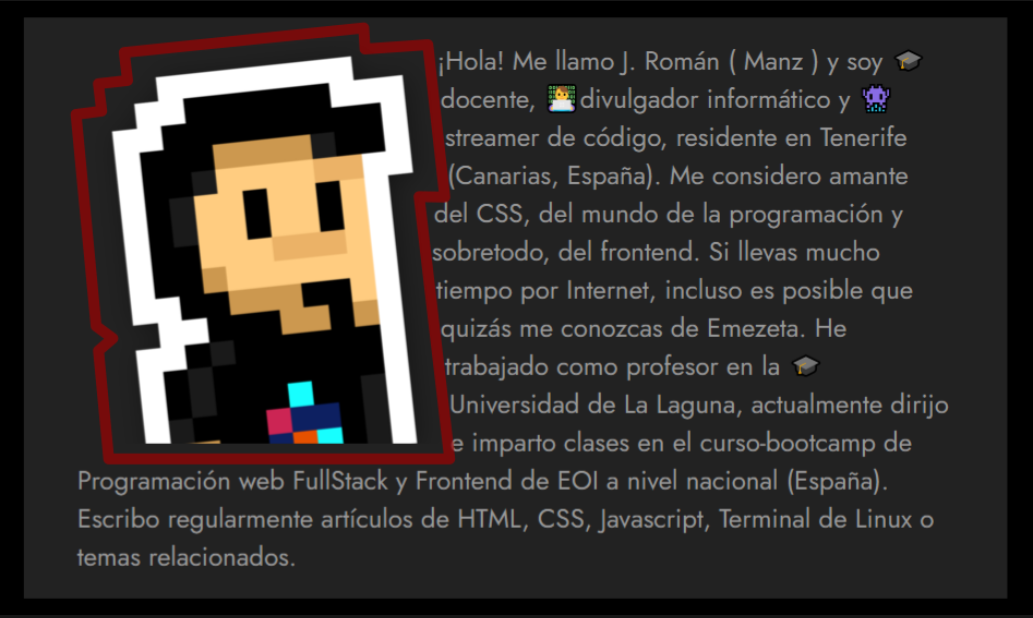 ¡Hola! Me llamo J. Román ( Manz ) y soy 🎓
docente, 👨‍💻divulgador informático y 👾
streamer de código, residente en Tenerife
(Canarias, España). Me considero amante
del CSS, del mundo de la programación y
sobretodo, del frontend. Si llevas mucho
tiempo por Internet, incluso es posible que
quizás me conozcas de Emezeta. He
trabajado como profesor en la 🎓
Universidad de La Laguna, actualmente dirijo
e imparto clases en el curso-bootcamp de
Programación web FullStack y Frontend de EOI a nivel nacional (España).
Escribo regularmente artículos de HTML, CSS, Javascript, Terminal de Linux o
temas relacionados.